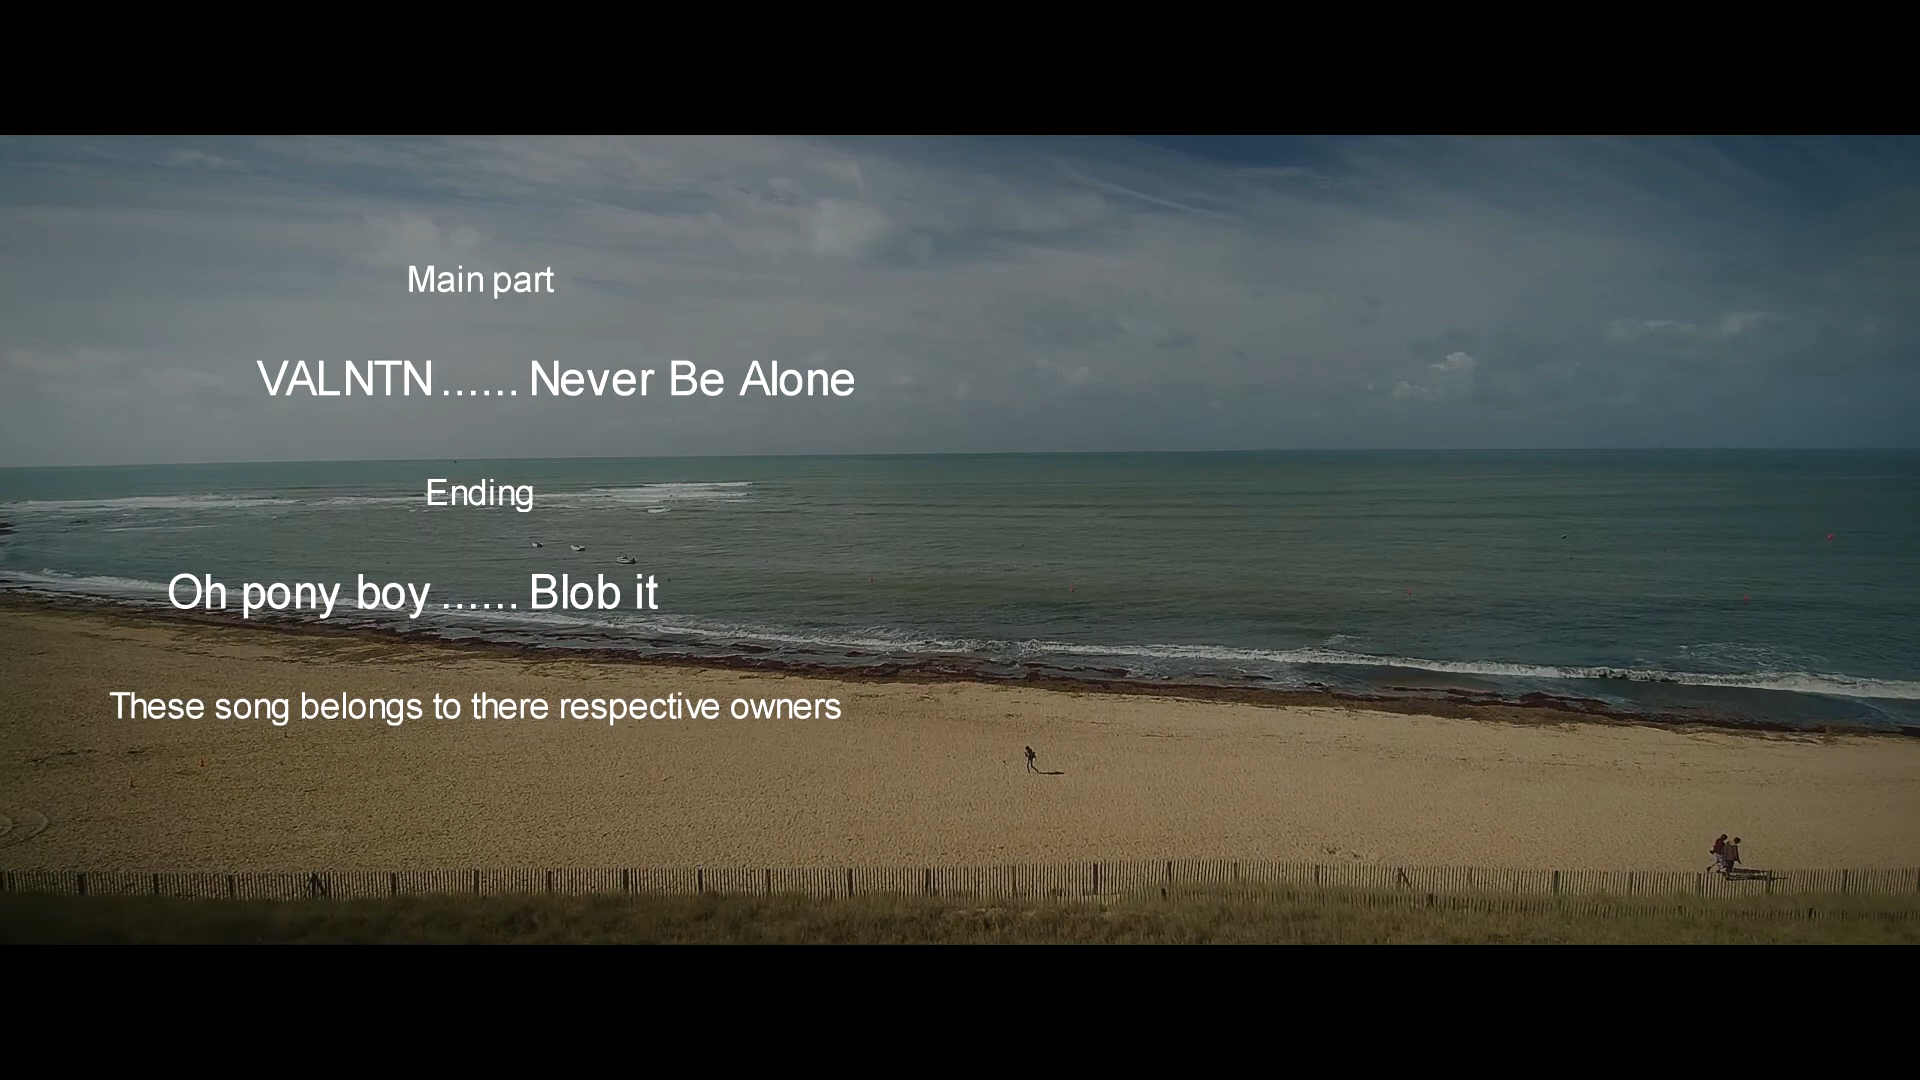 Main part
VALNTN ...... Never Be Alone
Ending
Oh pony boy ...... Blob it
These song belongs to there respective owners